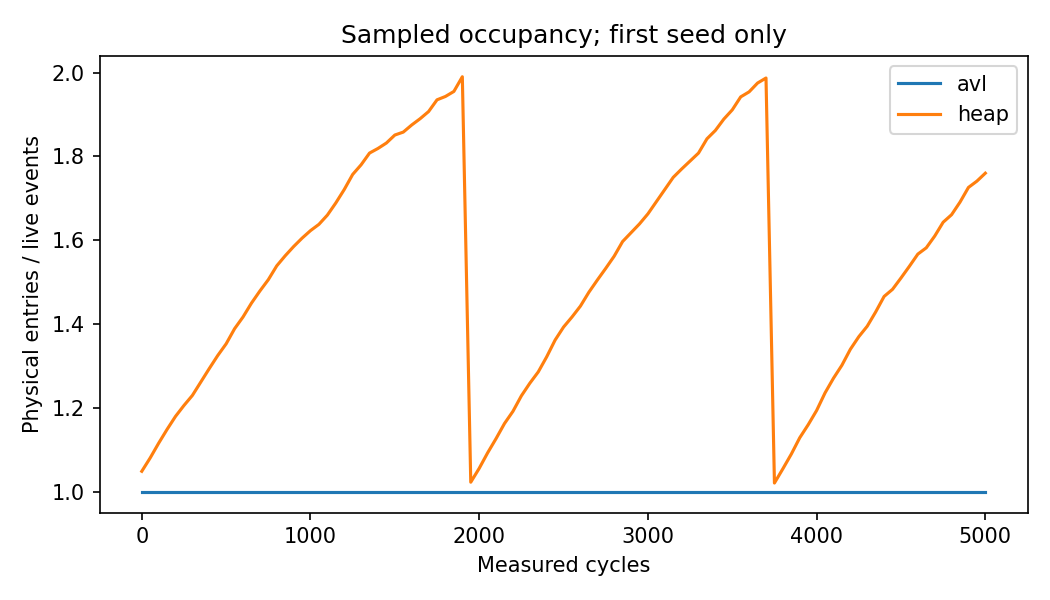 Sampled occupancy; first seed only
avl
heap
Physical entries / live events
2.0
1.8
1.6
1.4
1.2
1.0
0 1000 2000 3000 4000 5000
Measured cycles